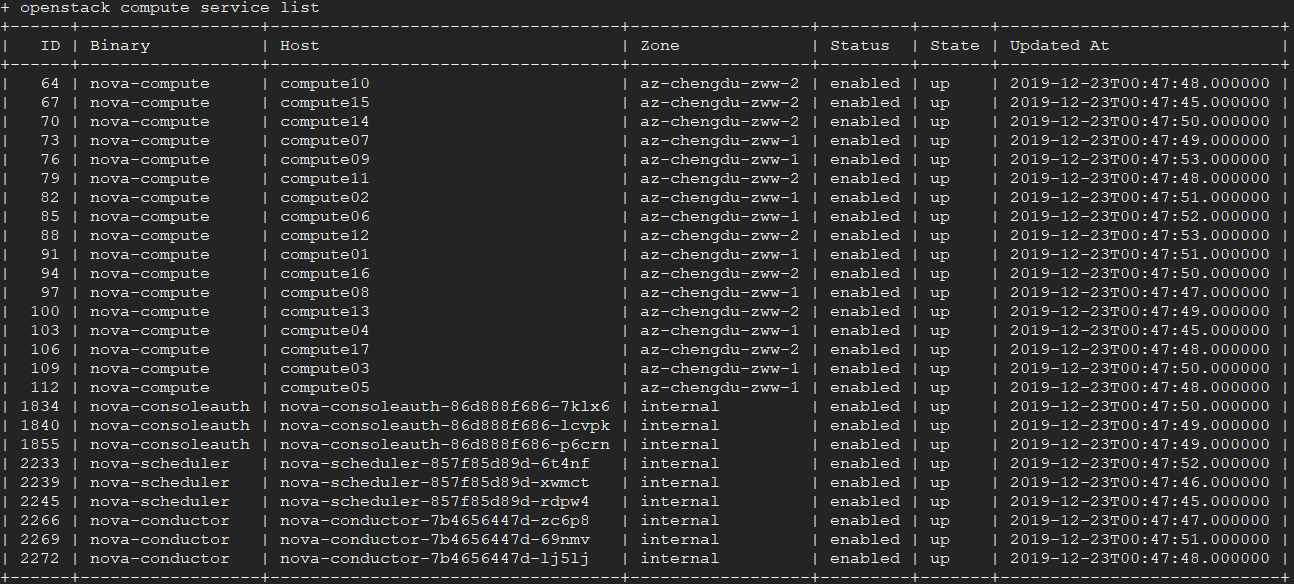 + openstack compute service list
+------+------------------+-----------------------------------+------------------+---------+-------+----------------------------+
|   ID | Binary           | Host                              | Zone             | Status  | State | Updated At                 |
+------+------------------+-----------------------------------+------------------+---------+-------+----------------------------+
|   64 | nova-compute     | compute10                         | az-chengdu-zww-2 | enabled | up    | 2019-12-23T00:47:48.000000 |
|   67 | nova-compute     | compute15                         | az-chengdu-zww-2 | enabled | up    | 2019-12-23T00:47:45.000000 |
|   70 | nova-compute     | compute14                         | az-chengdu-zww-2 | enabled | up    | 2019-12-23T00:47:50.000000 |
|   73 | nova-compute     | compute07                         | az-chengdu-zww-1 | enabled | up    | 2019-12-23T00:47:49.000000 |
|   76 | nova-compute     | compute09                         | az-chengdu-zww-1 | enabled | up    | 2019-12-23T00:47:53.000000 |
|   79 | nova-compute     | compute11                         | az-chengdu-zww-2 | enabled | up    | 2019-12-23T00:47:48.000000 |
|   82 | nova-compute     | compute02                         | az-chengdu-zww-1 | enabled | up    | 2019-12-23T00:47:51.000000 |
|   85 | nova-compute     | compute06                         | az-chengdu-zww-1 | enabled | up    | 2019-12-23T00:47:52.000000 |
|   88 | nova-compute     | compute12                         | az-chengdu-zww-2 | enabled | up    | 2019-12-23T00:47:53.000000 |
|   91 | nova-compute     | compute01                         | az-chengdu-zww-1 | enabled | up    | 2019-12-23T00:47:51.000000 |
|   94 | nova-compute     | compute16                         | az-chengdu-zww-2 | enabled | up    | 2019-12-23T00:47:50.000000 |
|   97 | nova-compute     | compute08                         | az-chengdu-zww-1 | enabled | up    | 2019-12-23T00:47:47.000000 |
|  100 | nova-compute     | compute13                         | az-chengdu-zww-2 | enabled | up    | 2019-12-23T00:47:49.000000 |
|  103 | nova-compute     | compute04                         | az-chengdu-zww-1 | enabled | up    | 2019-12-23T00:47:45.000000 |
|  106 | nova-compute     | compute17                         | az-chengdu-zww-2 | enabled | up    | 2019-12-23T00:47:48.000000 |
|  109 | nova-compute     | compute03                         | az-chengdu-zww-1 | enabled | up    | 2019-12-23T00:47:50.000000 |
|  112 | nova-compute     | compute05                         | az-chengdu-zww-1 | enabled | up    | 2019-12-23T00:47:48.000000 |
| 1834 | nova-consoleauth | nova-consoleauth-86d888f686-7klx6 | internal         | enabled | up    | 2019-12-23T00:47:50.000000 |
| 1840 | nova-consoleauth | nova-consoleauth-86d888f686-lcvpk | internal         | enabled | up    | 2019-12-23T00:47:49.000000 |
| 1855 | nova-consoleauth | nova-consoleauth-86d888f686-p6crn | internal         | enabled | up    | 2019-12-23T00:47:49.000000 |
| 2233 | nova-scheduler   | nova-scheduler-857f85d89d-6t4nf   | internal         | enabled | up    | 2019-12-23T00:47:52.000000 |
| 2239 | nova-scheduler   | nova-scheduler-857f85d89d-xwmct   | internal         | enabled | up    | 2019-12-23T00:47:46.000000 |
| 2245 | nova-scheduler   | nova-scheduler-857f85d89d-rdpw4   | internal         | enabled | up    | 2019-12-23T00:47:45.000000 |
| 2266 | nova-conductor   | nova-conductor-7b4656447d-zc6p8   | internal         | enabled | up    | 2019-12-23T00:47:47.000000 |
| 2269 | nova-conductor   | nova-conductor-7b4656447d-69nmv   | internal         | enabled | up    | 2019-12-23T00:47:51.000000 |
| 2272 | nova-conductor   | nova-conductor-7b4656447d-lj5lj   | internal         | enabled | up    | 2019-12-23T00:47:48.000000 |
+------+------------------+-----------------------------------+------------------+---------+-------+----------------------------+